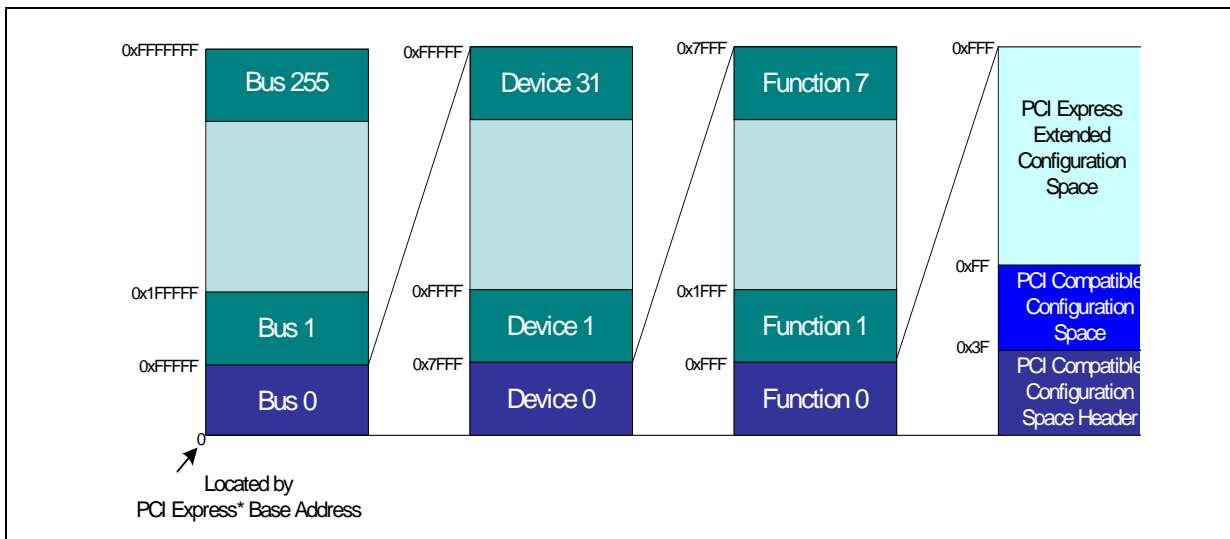 0xFFFFFFF
Bus 255
0x1FFFFF
Bus 1
0xFFFFF
Bus 0
0
Located by
PCI Express* Base Address
0xFFFFF
Device 31
0xFFFF
Device 1
0x7FFF
Device 0
0x7FFF
Function 7
0x1FFF
Function 1
0xFFF
Function 0
0xFFF
PCI Express
Extended
Configuration
Space
0xFF
PCI Compatible
Configuration
Space
0x3F
PCI Compatible
Configuration
Space Header